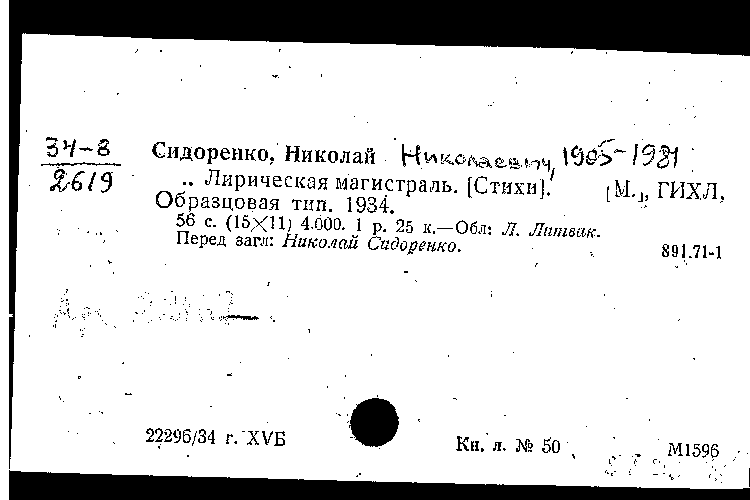 34-8
2619
Сидоренко, Николай Николаевич, 1905-1981
.. Лирическая магистраль. [Стихи]. [М.], ГИХЛ,
Образцовая тип. 1934.
56 с. (15×11) 4.000. 1 р. 25 к.—Обл: Л. Литвак.
Перед загл: Николай Сидоренко.
891.71-1
22296/34 г. XVБ
Кн. л. № 50
М1596